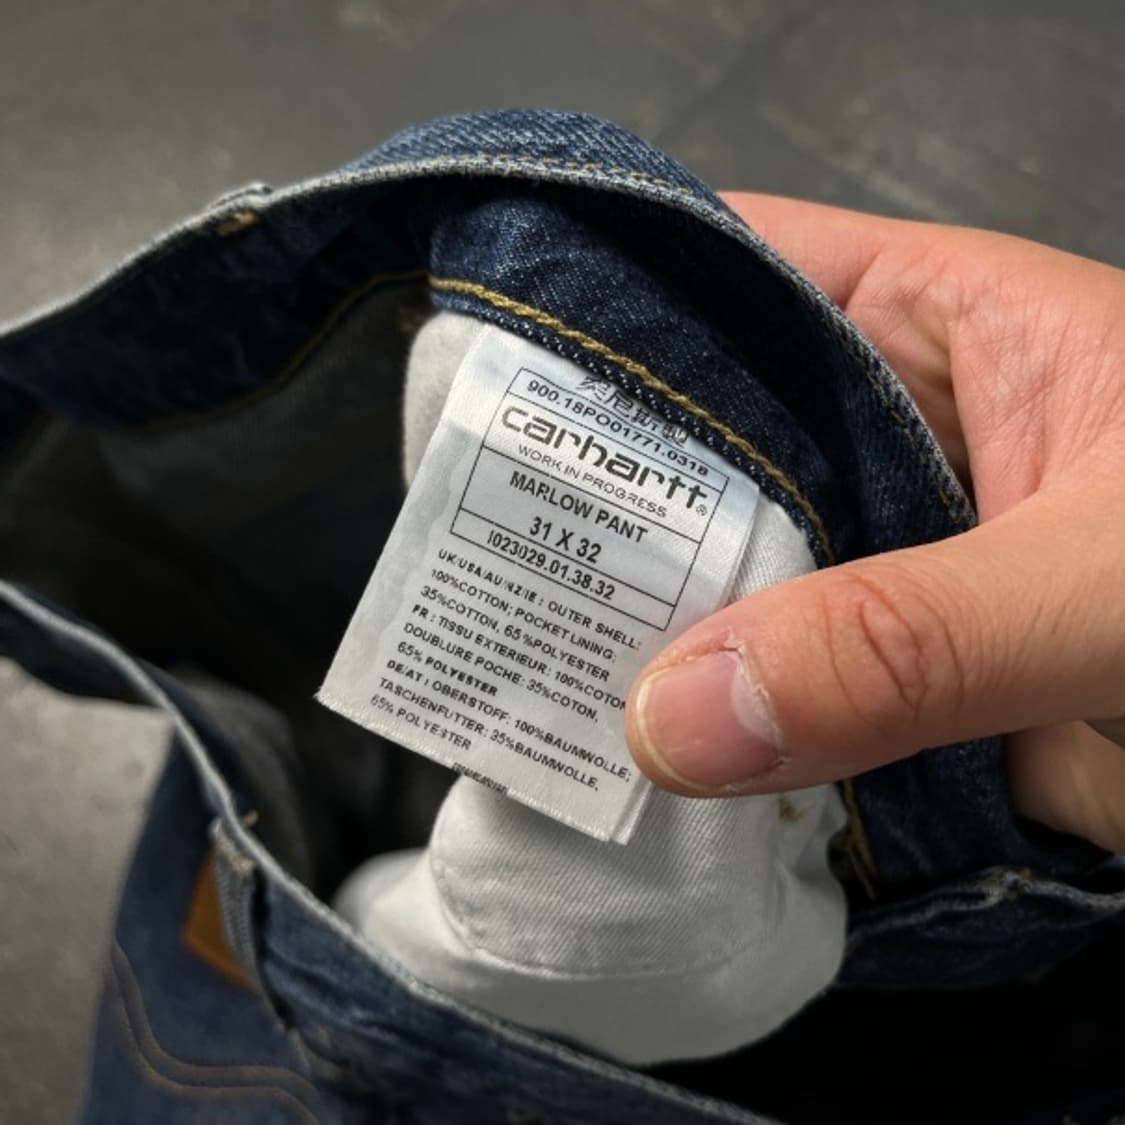 900.18PO01771.0318
carhartt®
WORK IN PROGRESS
MARLOW PANT
31 X 32
I023029.01.38.32
UK/USA/AU/NZ/IE : OUTER SHELL:
100%COTTON; POCKET LINING:
35%COTTON, 65%POLYESTER
FR : TISSU EXTERIEUR: 100%COTON
DOUBLURE POCHE: 35%COTON,
65% POLYESTER
DE/AT : OBERSTOFF: 100%BAUMWOLLE;
TASCHENFUTTER: 35%BAUMWOLLE,
65% POLYESTER